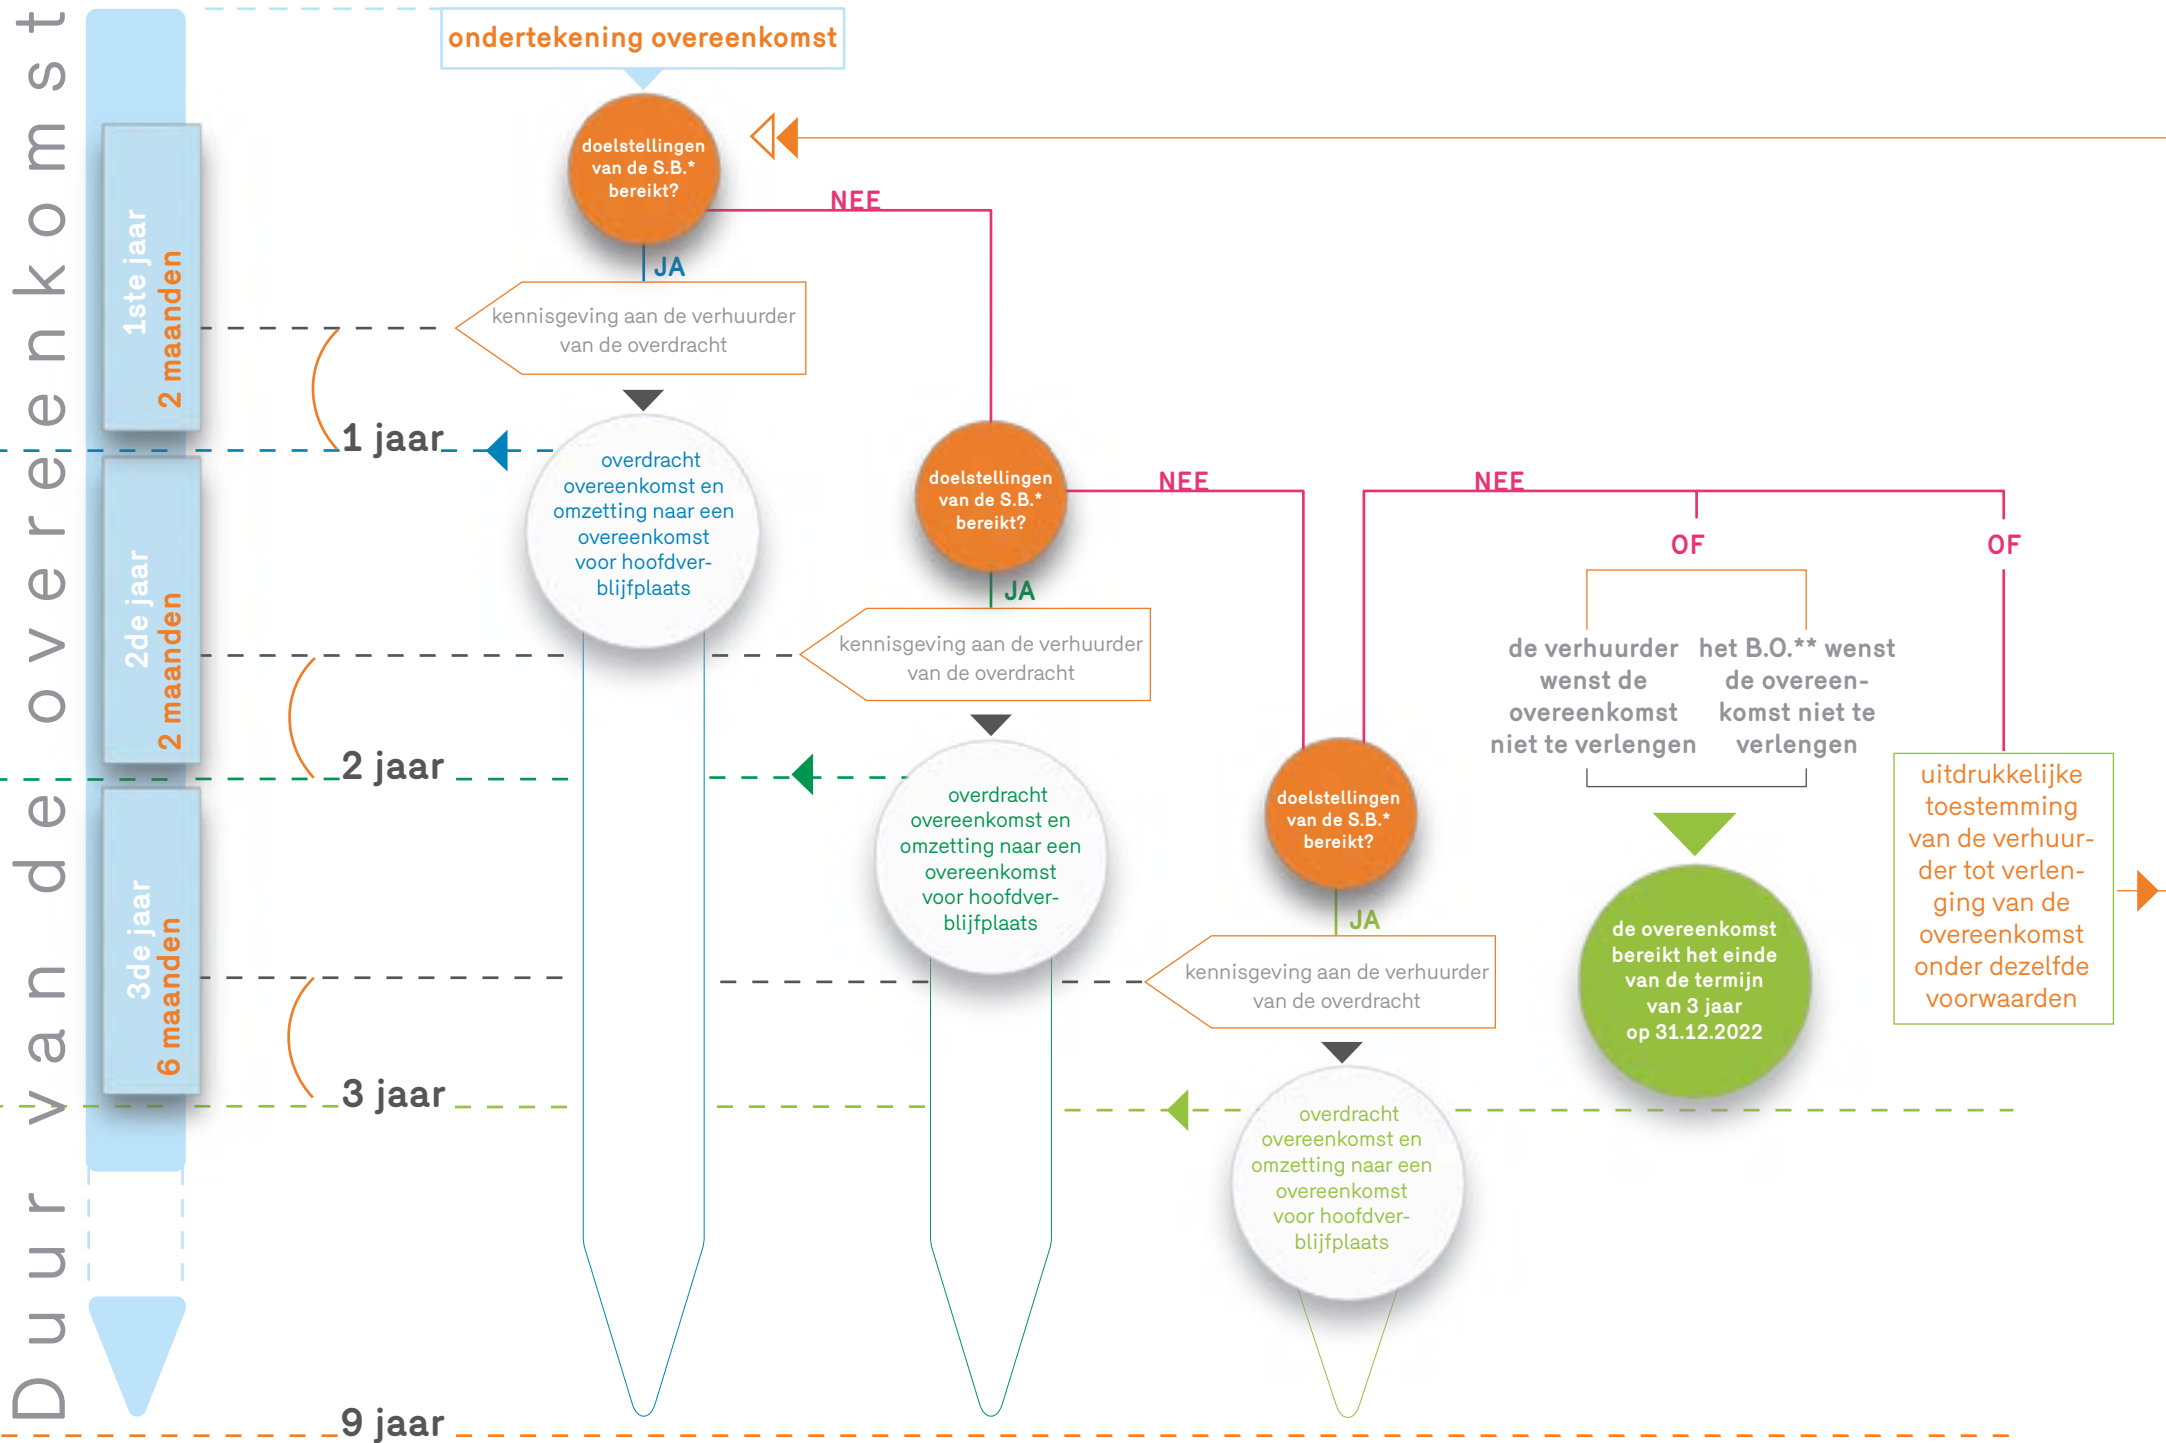 Duur van de overeenkomst
ondertekening overeenkomst
doelstellingen
van de S.B.*
bereikt?
NEE
JA
1ste jaar
2 maanden
kennisgeving aan de verhuurder
van de overdracht
1 jaar
overdracht
overeenkomst en
omzetting naar een
overeenkomst
voor hoofdver-
blijfplaats
doelstellingen
van de S.B.*
bereikt?
NEE
JA
2de jaar
2 maanden
kennisgeving aan de verhuurder
van de overdracht
2 jaar
overdracht
overeenkomst en
omzetting naar een
overeenkomst
voor hoofdver-
blijfplaats
doelstellingen
van de S.B.*
bereikt?
NEE
JA
3de jaar
6 maanden
kennisgeving aan de verhuurder
van de overdracht
3 jaar
overdracht
overeenkomst en
omzetting naar een
overeenkomst
voor hoofdver-
blijfplaats
OF
de verhuurder
wenst de
overeenkomst
niet te verlengen
het B.O.** wenst
de overeen-
komst niet te
verlengen
de overeenkomst
bereikt het einde
van de termijn
van 3 jaar
op 31.12.2022
OF
uitdrukkelijke
toestemming
van de verhuur-
der tot verlen-
ging van de
overeenkomst
onder dezelfde
voorwaarden
9 jaar